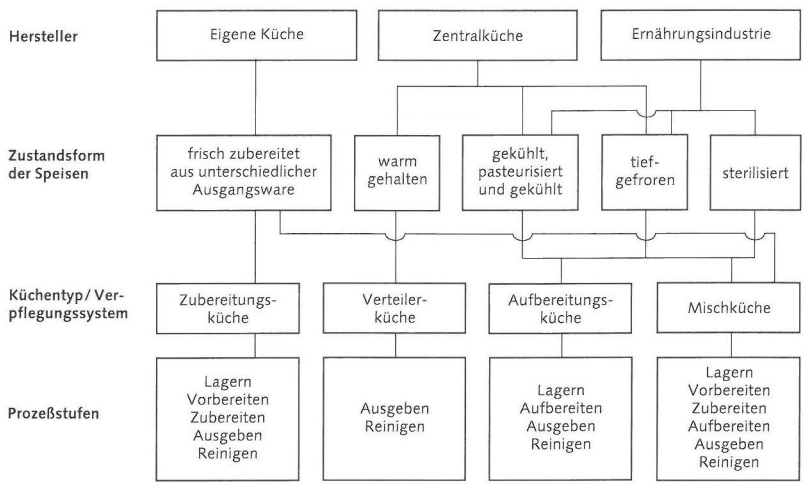 Hersteller
Eigene Küche
Zentralküche
Ernährungsindustrie
Zustandsform
der Speisen
frisch zubereitet
aus unterschiedlicher
Ausgangsware
warm
gehalten
gekühlt,
pasteurisiert
und gekühlt
tief-
gefroren
sterilisiert
Küchentyp/Ver-
pflegungssystem
Zubereitungs-
küche
Verteiler-
küche
Aufbereitungs-
küche
Mischküche
Prozeßstufen
Lagern
Vorbereiten
Zubereiten
Ausgeben
Reinigen
Ausgeben
Reinigen
Lagern
Aufbereiten
Ausgeben
Reinigen
Lagern
Vorbereiten
Zubereiten
Aufbereiten
Ausgeben
Reinigen